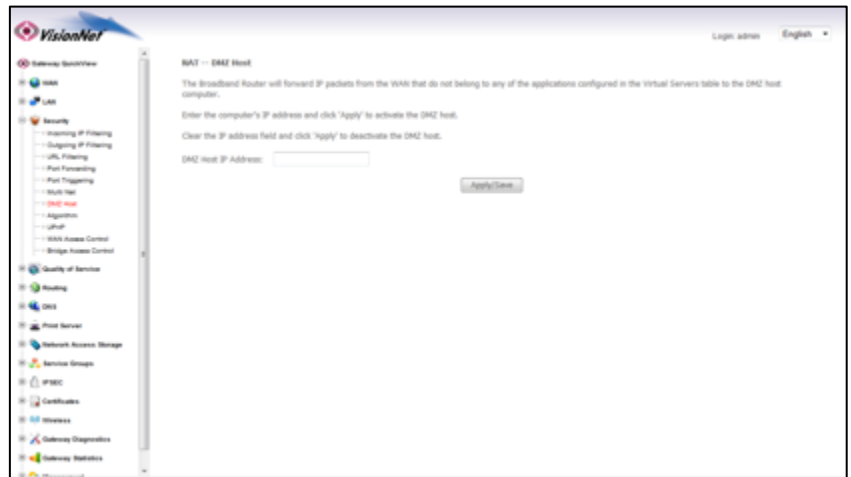 VisionNet
Login: admin
English
Gateway QuickView
WAN
LAN
Security
Incoming IP Filtering
Outgoing IP Filtering
URL Filtering
Port Forwarding
Port Triggering
Multi Nat
DMZ Host
Algorithm
UPnP
WAN Access Control
Bridge Access Control
Quality of Service
Routing
DNS
Print Server
Network Access Storage
Service Groups
IPSEC
Certificates
Wireless
Gateway Diagnostics
Gateway Statistics
Management
NAT -- DMZ Host
The Broadband Router will forward IP packets from the WAN that do not belong to any of the applications configured in the Virtual Servers table to the DMZ host
computer.
Enter the computer's IP address and click 'Apply' to activate the DMZ host.
Clear the IP address field and click 'Apply' to deactivate the DMZ host.
DMZ Host IP Address:
Apply/Save